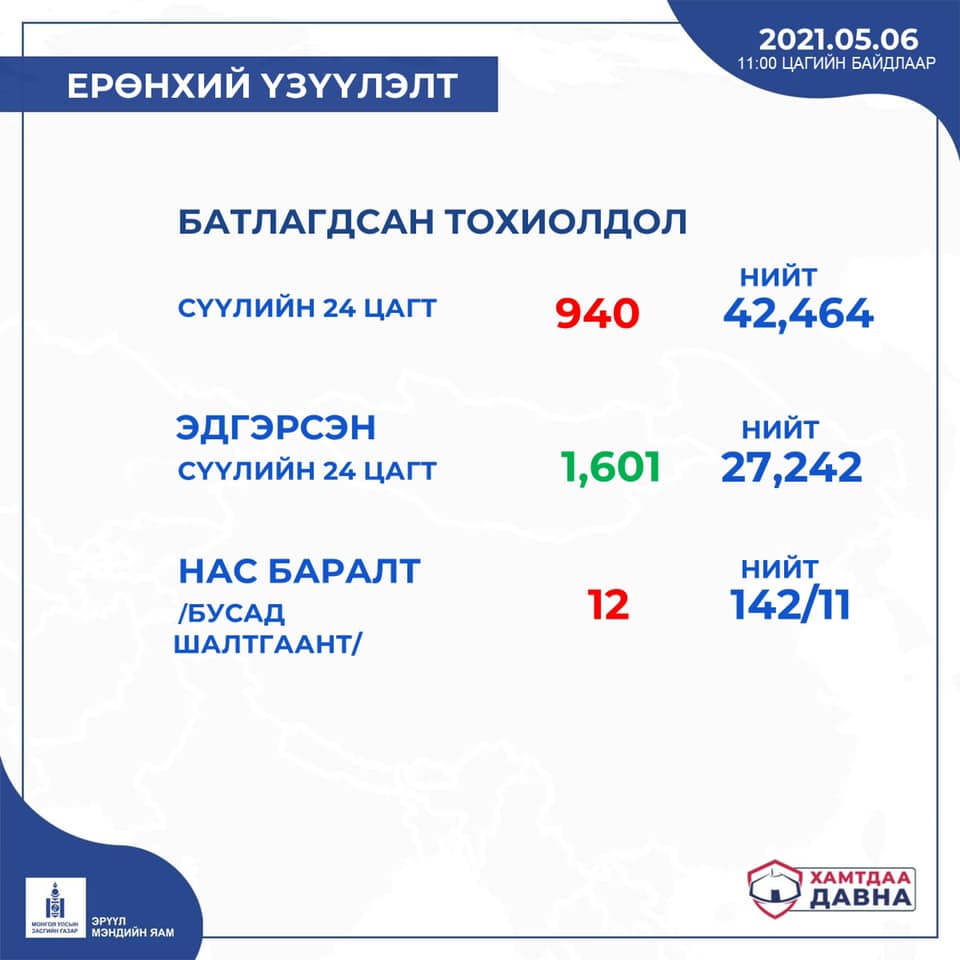 2021.05.06
11:00 ЦАГИЙН БАЙДЛААР
ЕРӨНХИЙ ҮЗҮҮЛЭЛТ
БАТЛАГДСАН ТОХИОЛДОЛ
НИЙТ
СҮҮЛИЙН 24 ЦАГТ 940 42,464
ЭДГЭРСЭН НИЙТ
СҮҮЛИЙН 24 ЦАГТ 1,601 27,242
НАС БАРАЛТ НИЙТ
/БУСАД 12 142/11
ШАЛТГААНТ/
МОНГОЛ УЛСЫН
ЗАСГИЙН ГАЗАР
ЭРҮҮЛ
МЭНДИЙН ЯАМ
ХАМТДАА
ДАВНА